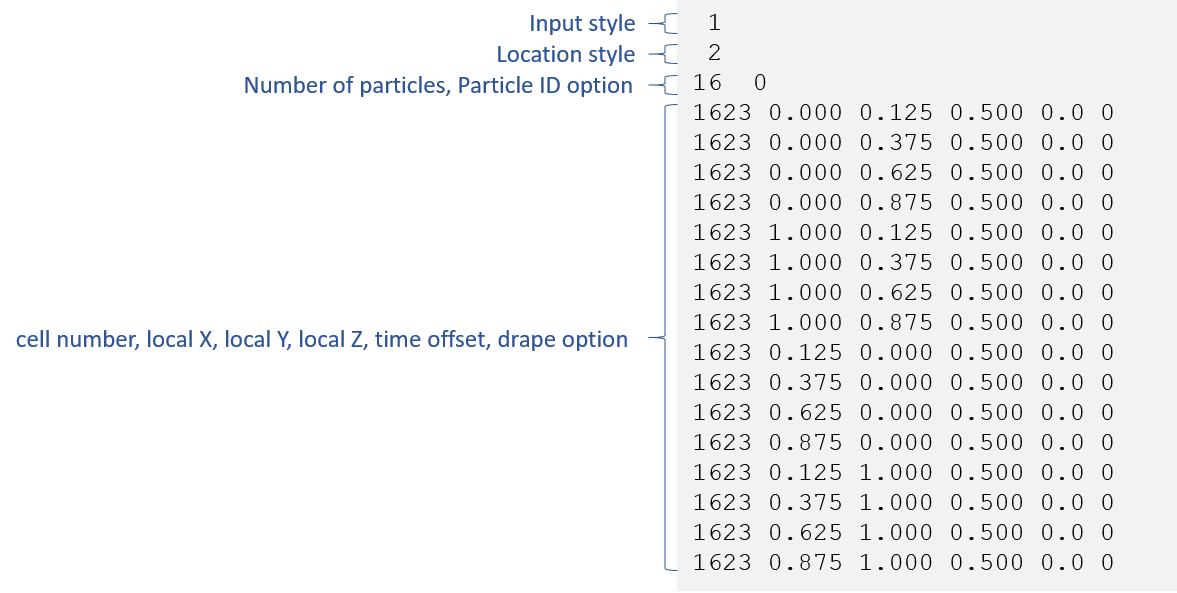 Input style 1
Location style 2
Number of particles, Particle ID option 16 0
1623 0.000 0.125 0.500 0.0 0
1623 0.000 0.375 0.500 0.0 0
1623 0.000 0.625 0.500 0.0 0
1623 0.000 0.875 0.500 0.0 0
1623 1.000 0.125 0.500 0.0 0
1623 1.000 0.375 0.500 0.0 0
1623 1.000 0.625 0.500 0.0 0
1623 1.000 0.875 0.500 0.0 0
cell number, local X, local Y, local Z, time offset, drape option
1623 0.125 0.000 0.500 0.0 0
1623 0.375 0.000 0.500 0.0 0
1623 0.625 0.000 0.500 0.0 0
1623 0.875 0.000 0.500 0.0 0
1623 0.125 1.000 0.500 0.0 0
1623 0.375 1.000 0.500 0.0 0
1623 0.625 1.000 0.500 0.0 0
1623 0.875 1.000 0.500 0.0 0